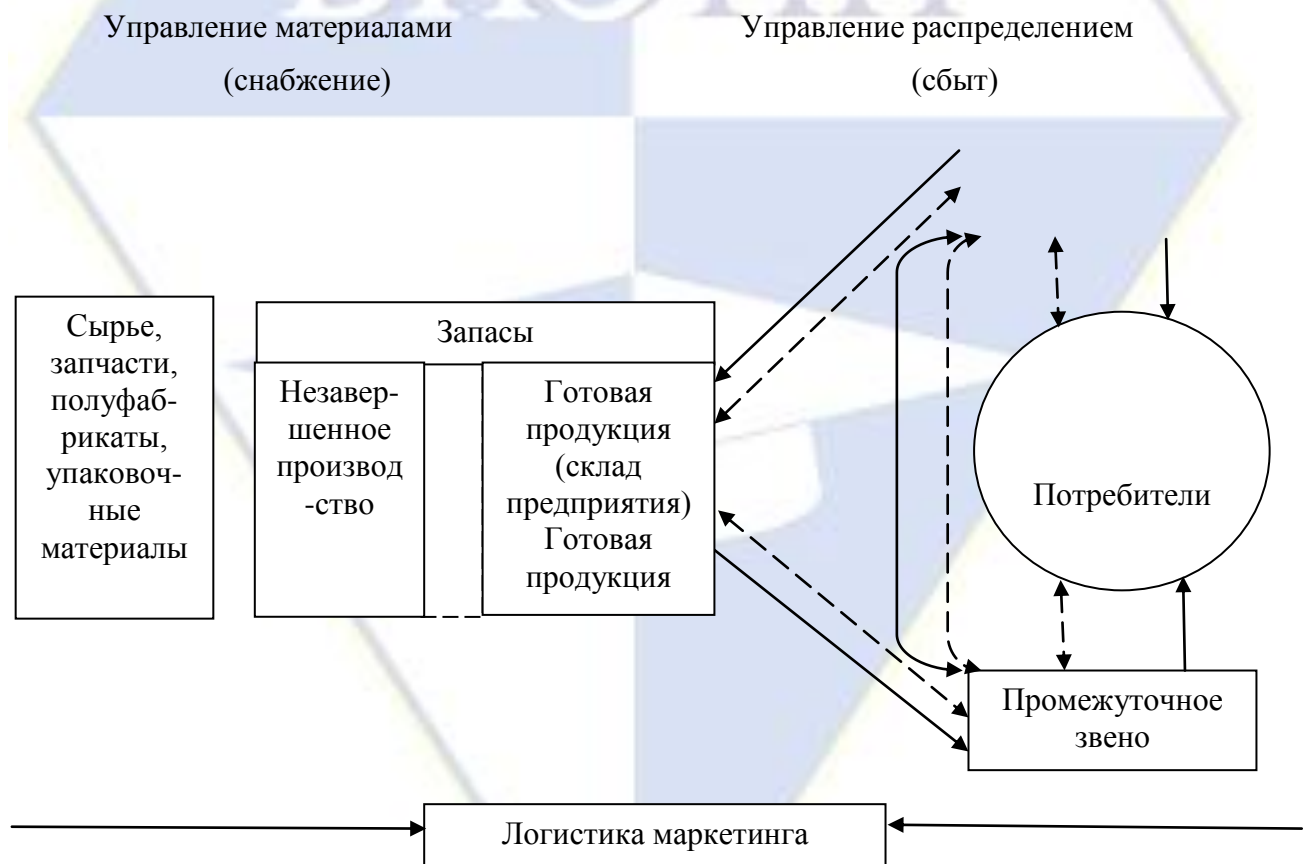 Управление материалами
(снабжение)
Управление распределением
(сбыт)
Сырье,
запчасти,
полуфаб-
рикаты,
упаковоч-
ные
материалы
Запасы
Незавер-
шенное
производ
-ство
Готовая
продукция
(склад
предприятия)
Готовая
продукция
Потребители
Промежуточное
звено
Логистика маркетинга